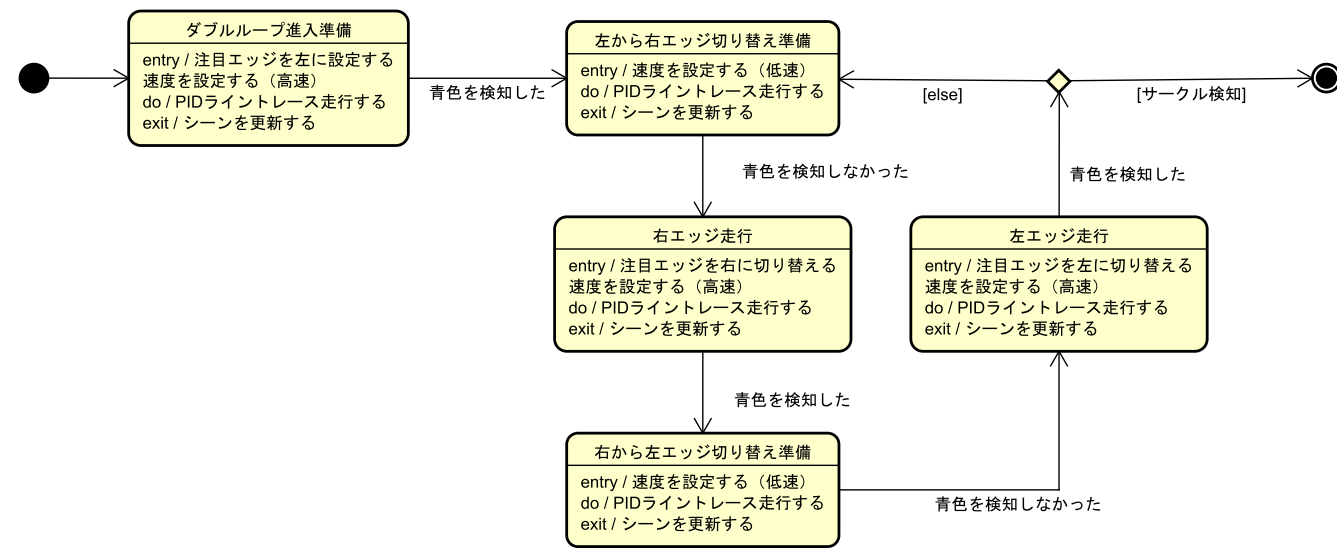 ダブルループ進入準備
entry / 注目エッジを左に設定する
速度を設定する（高速）
do / PIDライントレース走行する
exit / シーンを更新する
青色を検知した
左から右エッジ切り替え準備
entry / 速度を設定する（低速）
do / PIDライントレース走行する
exit / シーンを更新する
[else]
[サークル検知]
青色を検知しなかった
青色を検知した
右エッジ走行
entry / 注目エッジを右に切り替える
速度を設定する（高速）
do / PIDライントレース走行する
exit / シーンを更新する
左エッジ走行
entry / 注目エッジを左に切り替える
速度を設定する（高速）
do / PIDライントレース走行する
exit / シーンを更新する
青色を検知した
右から左エッジ切り替え準備
entry / 速度を設定する（低速）
do / PIDライントレース走行する
exit / シーンを更新する
青色を検知しなかった